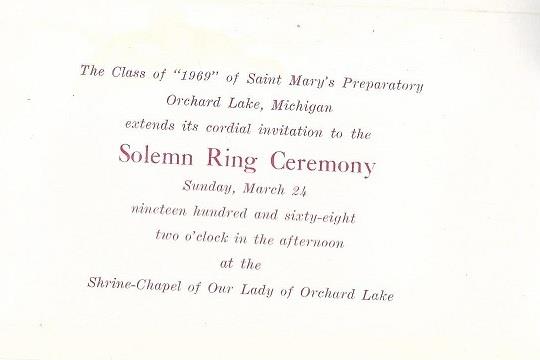 The Class of "1969" of Saint Mary's Preparatory
Orchard Lake, Michigan
extends its cordial invitation to the
Solemn Ring Ceremony
Sunday, March 24
nineteen hundred and sixty-eight
two o'clock in the afternoon
at the
Shrine-Chapel of Our Lady of Orchard Lake